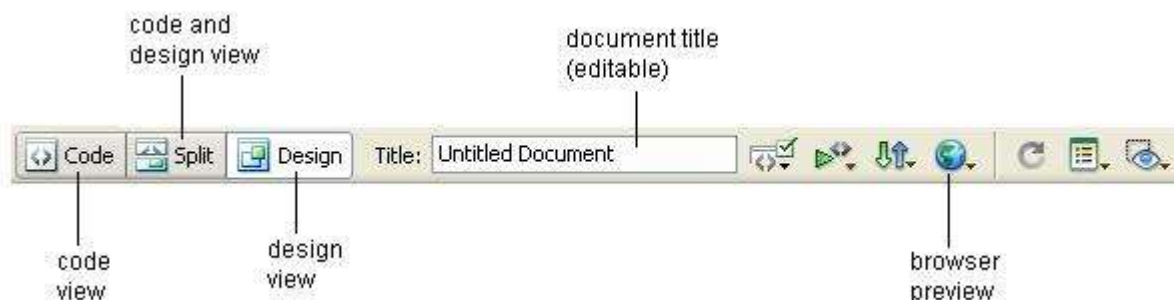 code and
design view
document title
(editable)
Code Split Design Title: Untitled Document
code
view
design
view
browser
preview